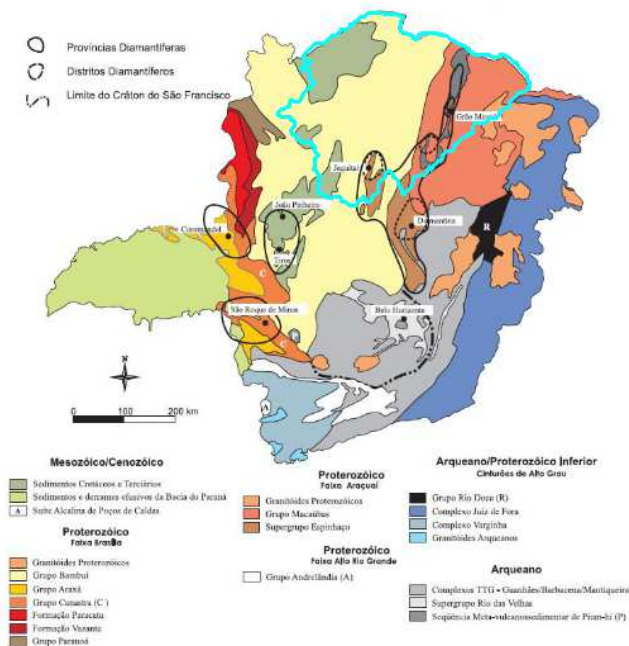 Províncias Diamantíferas
Distritos Diamantíferos
Limite do Cráton do São Francisco
Grão Mogol
Jequitaí
João Pinheiro
Diamantina
Coromandel
R
Tiros
C
São Roque de Minas
Belo Horizonte
P
C
N
A
0 100 200 km
Mesozóico/Cenozóico
Sedimentos Cretáceos e Terciários
Sedimentos e derrames efusivos da Bacia do Paraná
A Suíte Alcalina de Poços de Caldas
Proterozóico
Faixa Brasília
Granitóides Proterozóicos
Grupo Bambuí
Grupo Araxá
Grupo Canastra (C)
Formação Paracatu
Formação Vazante
Grupo Paranoá
Proterozóico
Faixa Araçuaí
Granitóides Proterozóicos
Grupo Macaúbas
Supergrupo Espinhaço
Proterozóico
Faixa Alto Rio Grande
Grupo Andrelândia (A)
Arqueano/Proterozóico Inferior
Cinturões de Alto Grau
Grupo Rio Doce (R)
Complexo Juiz de Fora
Complexo Varginha
Granitóides Arqueanos
Arqueano
Complexos TTG - Guanhães/Barbacena/Mantiqueira
Supergrupo Rio das Velhas
Seqüência Meta-vulcanossedimentar de Pium-hi (P)